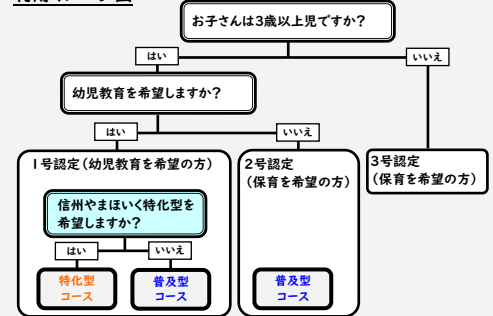 お子さんは3歳以上児ですか?
はい
いいえ
幼児教育を希望しますか?
はい
いいえ
1号認定(幼児教育を希望の方)
2号認定
(保育を希望の方)
3号認定
(保育を希望の方)
信州やまほいく特化型を
希望しますか?
はい
いいえ
特化型
コース
普及型
コース
普及型
コース